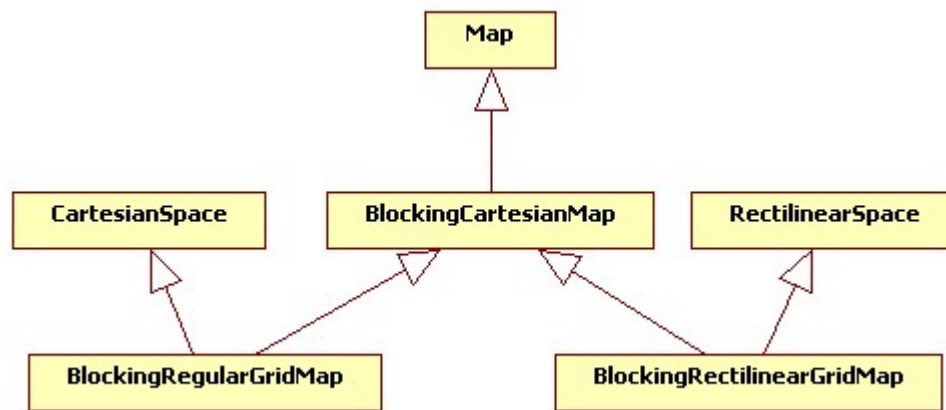 Map
CartesianSpace
BlockingCartesianMap
RectilinearSpace
BlockingRegularGridMap
BlockingRectilinearGridMap